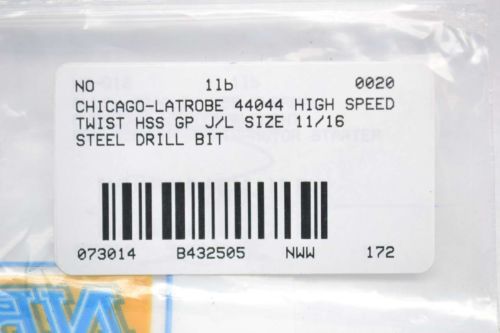 NO 1lb 0020
CHICAGO-LATROBE 44044 HIGH SPEED
TWIST HSS GP J/L SIZE 11/16
STEEL DRILL BIT
073014 B432505 NWW 172